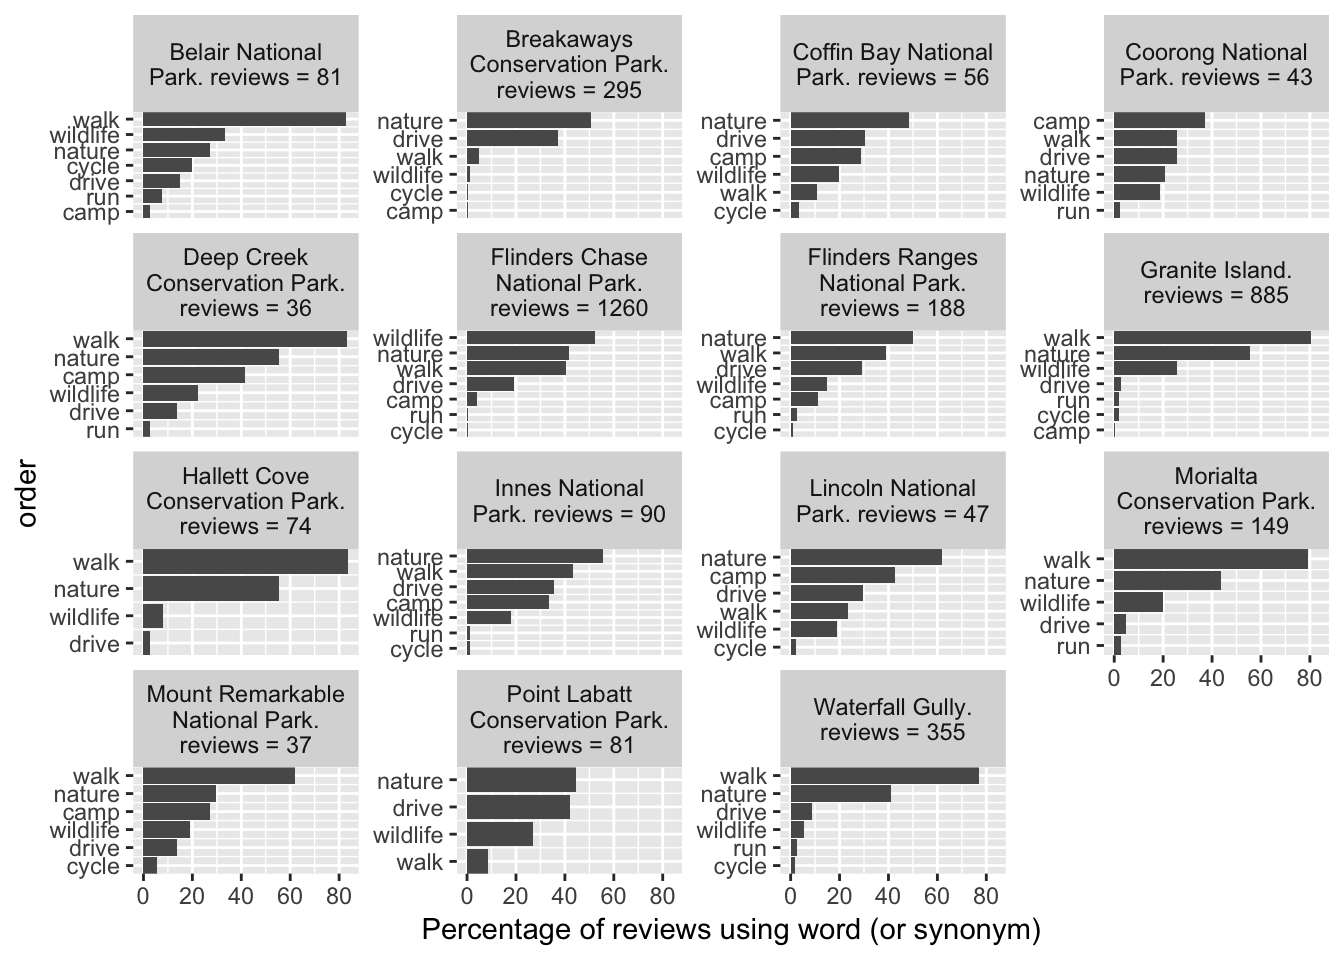 Belair National
Park. reviews = 81
walk
wildlife
nature
cycle
drive
run
camp
Breakaways
Conservation Park.
reviews = 295
nature
drive
walk
wildlife
cycle
camp
Coffin Bay National
Park. reviews = 56
nature
drive
camp
wildlife
walk
cycle
Coorong National
Park. reviews = 43
camp
walk
drive
nature
wildlife
run
Deep Creek
Conservation Park.
reviews = 36
walk
nature
camp
wildlife
drive
run
Flinders Chase
National Park.
reviews = 1260
wildlife
nature
walk
drive
camp
run
cycle
Flinders Ranges
National Park.
reviews = 188
nature
walk
drive
wildlife
camp
run
cycle
Granite Island.
reviews = 885
walk
nature
wildlife
drive
run
cycle
camp
order
Hallett Cove
Conservation Park.
reviews = 74
walk
nature
wildlife
drive
Innes National
Park. reviews = 90
nature
walk
drive
camp
wildlife
run
cycle
Lincoln National
Park. reviews = 47
nature
camp
drive
walk
wildlife
cycle
Morialta
Conservation Park.
reviews = 149
walk
nature
wildlife
drive
run
0 20 40 60 80
Mount Remarkable
National Park.
reviews = 37
walk
nature
camp
wildlife
drive
cycle
0 20 40 60 80
Point Labatt
Conservation Park.
reviews = 81
nature
drive
wildlife
walk
0 20 40 60 80
Waterfall Gully.
reviews = 355
walk
nature
drive
wildlife
run
cycle
0 20 40 60 80
Percentage of reviews using word (or synonym)